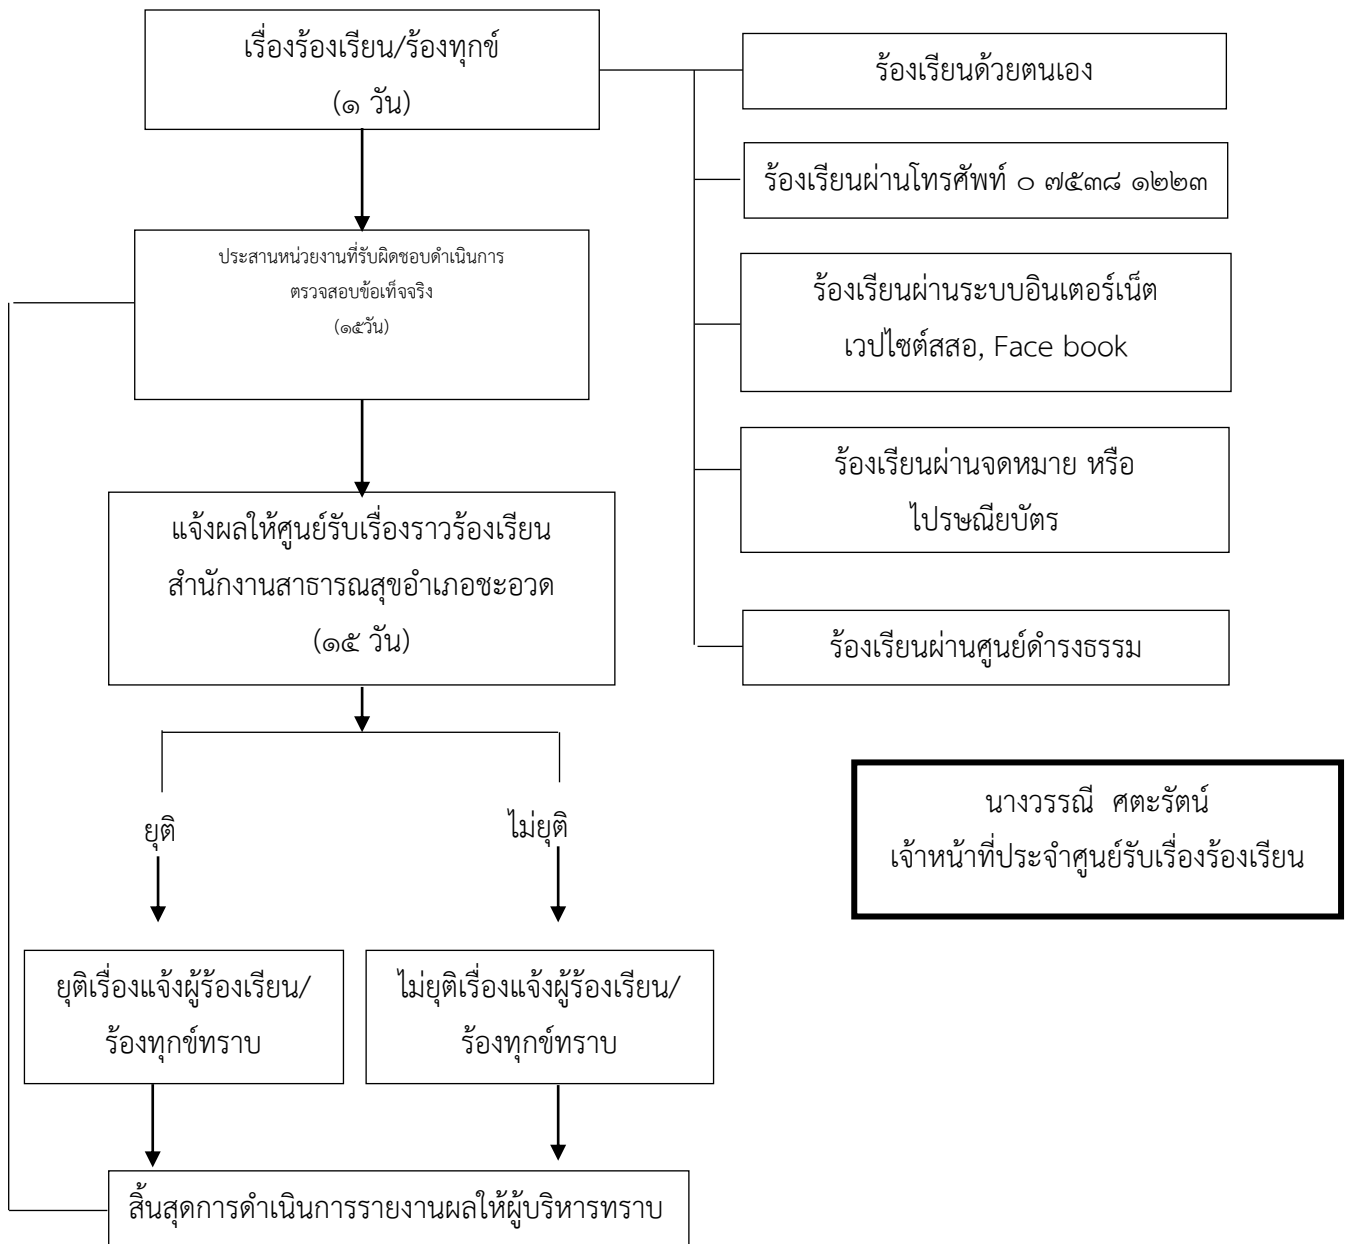 เรื่องร้องเรียน/ร้องทุกข์
(๑ วัน)
ร้องเรียนด้วยตนเอง
ร้องเรียนผ่านโทรศัพท์ ๐ ๗๕๓๘ ๑๒๒๓
ประสานหน่วยงานที่รับผิดชอบดำเนินการ
ตรวจสอบข้อเท็จจริง
(๑๕วัน)
ร้องเรียนผ่านระบบอินเตอร์เน็ต
เวปไซต์สสอ, Face book
ร้องเรียนผ่านจดหมาย หรือ
ไปรษณียบัตร
แจ้งผลให้ศูนย์รับเรื่องราวร้องเรียน
สำนักงานสาธารณสุขอำเภอชะอวด
(๑๕ วัน)
ร้องเรียนผ่านศูนย์ดำรงธรรม
ยุติ
ไม่ยุติ
นางวรรณี ศตะรัตน์
เจ้าหน้าที่ประจำศูนย์รับเรื่องร้องเรียน
ยุติเรื่องแจ้งผู้ร้องเรียน/
ร้องทุกข์ทราบ
ไม่ยุติเรื่องแจ้งผู้ร้องเรียน/
ร้องทุกข์ทราบ
สิ้นสุดการดำเนินการรายงานผลให้ผู้บริหารทราบ